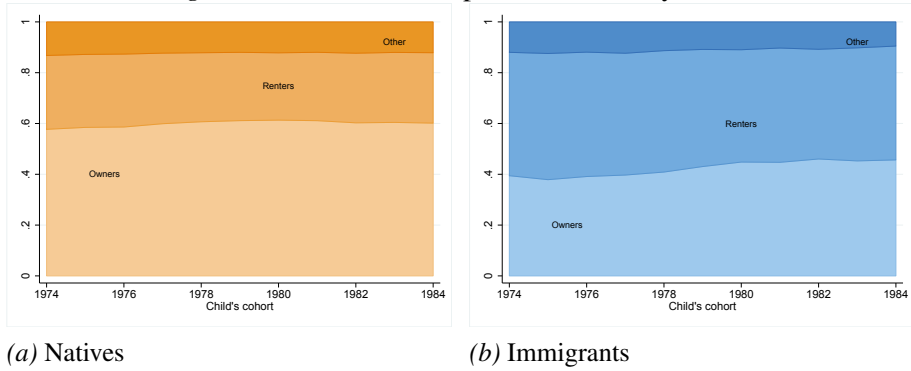 1
.8
.6
.4
.2
0
Other
Renters
Owners
1974 1976 1978 1980 1982 1984
Child's cohort
(a) Natives
1
.8
.6
.4
.2
0
Other
Renters
Owners
1974 1976 1978 1980 1982 1984
Child's cohort
(b) Immigrants